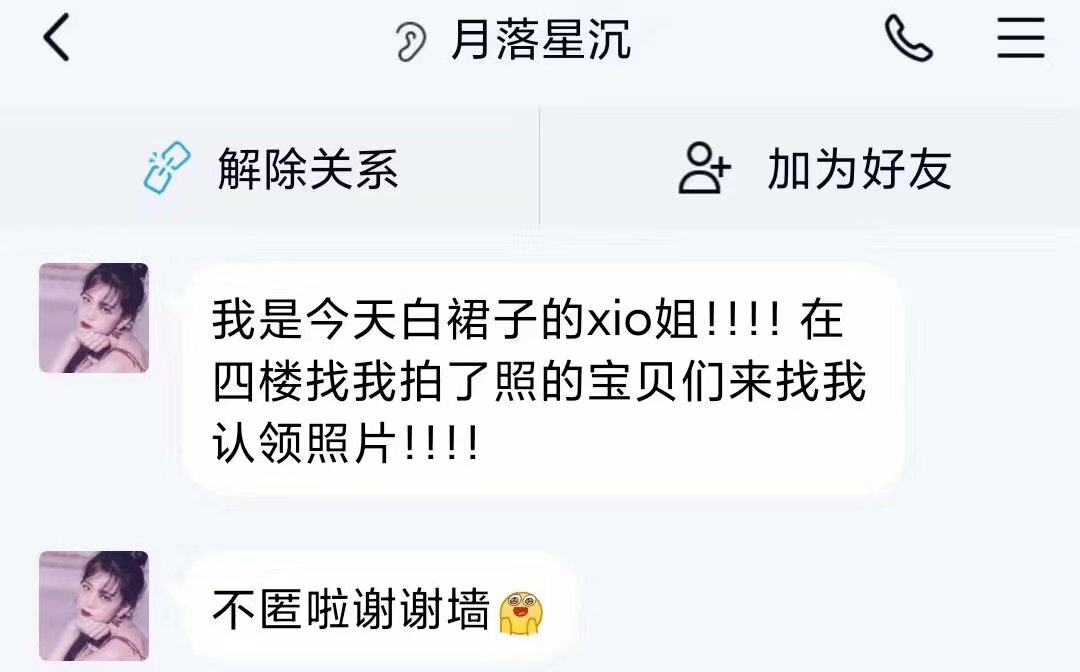 月落星沉
解除关系
加为好友
我是今天白裙子的xio姐!!!! 在
四楼找我拍了照的宝贝们来找我
认领照片!!!!
不匿啦谢谢墙